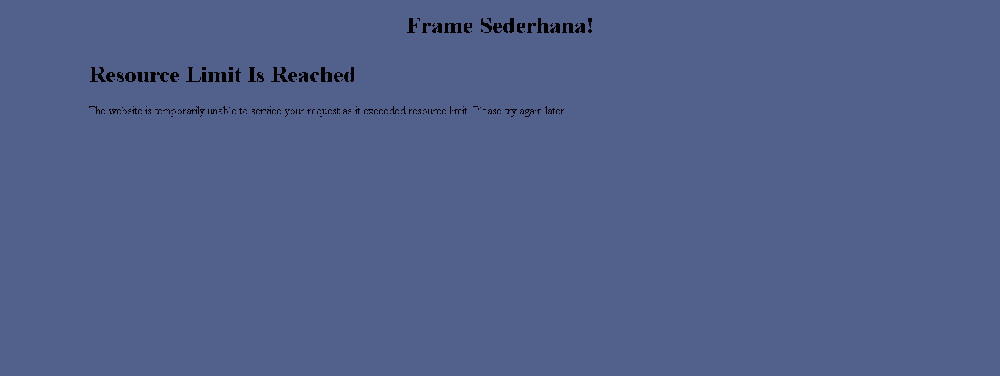 Frame Sederhana!
Resource Limit Is Reached
The website is temporarily unable to service your request as it exceeded resource limit. Please try again later.